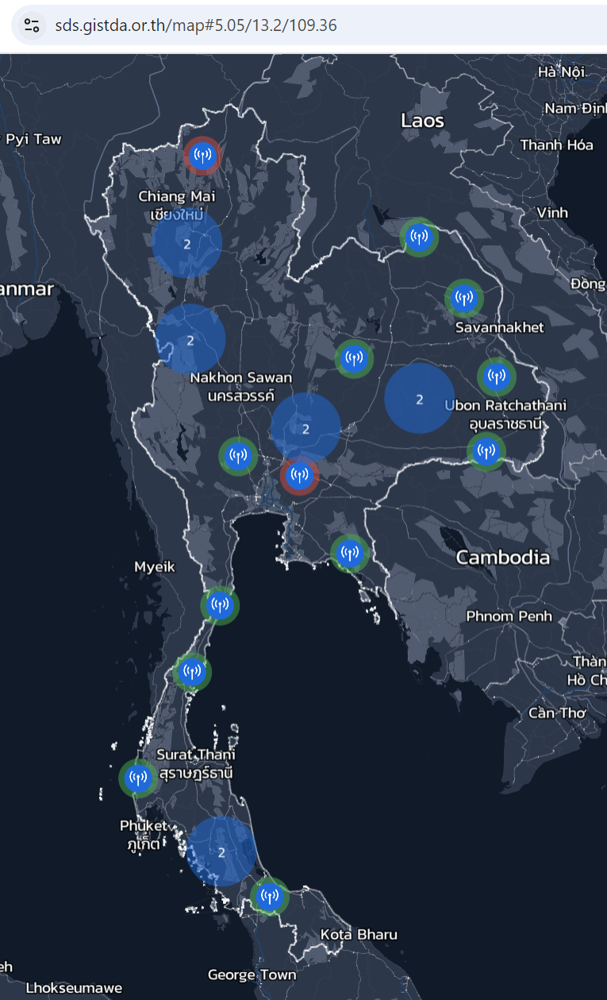 sds.gistda.or.th/map#5.05/13.2/109.36
Hà Nội
Nam Định
Laos
Pyi Taw
Thanh Hóa
Chiang Mai
เชียงใหม่
Vinh
2
Đồng
anmar
Savannakhet
2
Nakhon Sawan
นครสวรรค์
2
Ubon Ratchathani
อุบลราชธานี
2
Cambodia
Myeik
Phnom Penh
Thàn
Hồ Ch
Cần Thơ
Surat Thani
สุราษฎร์ธานี
Phuket
ภูเก็ต
2
Kota Bharu
eh
George Town
Lhokseumawe